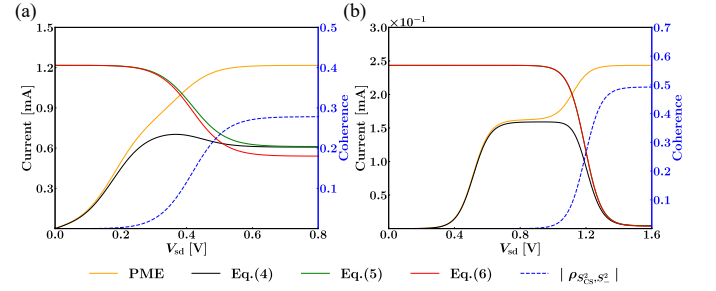 (a)
(b)
3.0×10⁻¹
1.5
0.5
0.7
1.2
0.4
2.5
0.6
0.9
0.3
2.0
0.5
0.6
0.2
1.5
0.4
0.3
0.1
1.0
0.3
0.5
0.2
0.1
Current [mA]
Coherence
Current [mA]
Coherence
0.0 0.2 0.4 0.6 0.8
0.0 0.4 0.8 1.2 1.6
V_sd [V]
V_sd [V]
PME Eq.(4) Eq.(5) Eq.(6) | ρ_{S²_CS,S²_−} |